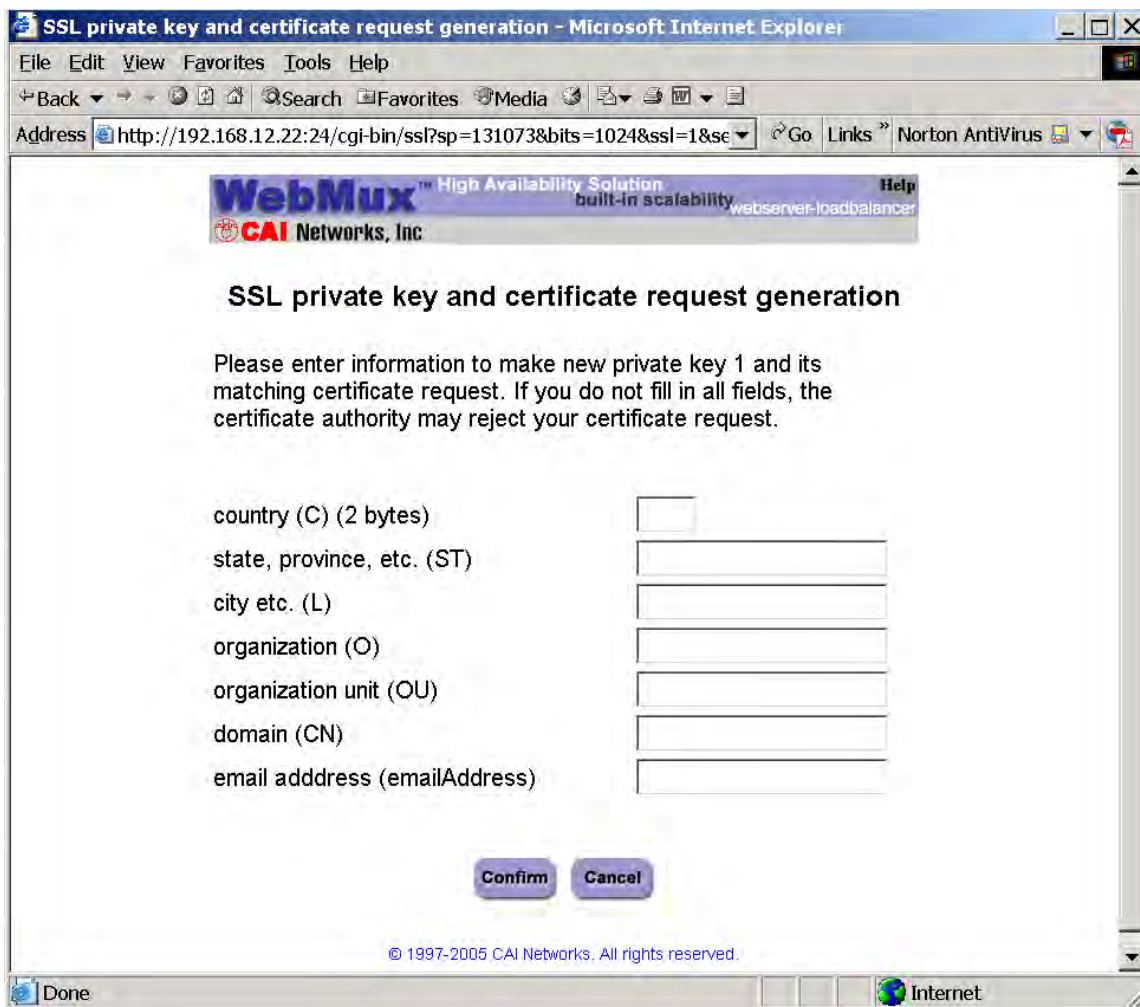 SSL private key and certificate request generation - Microsoft Internet Explorer
File Edit View Favorites Tools Help
Back Search Favorites Media
Address http://192.168.12.22:24/cgi-bin/ssl?sp=131073&bits=1024&ssl=1&se Go Links » Norton AntiVirus
WebMux™ High Availability Solution Help
built-in scalability webserver-loadbalancer
CAI Networks, Inc
SSL private key and certificate request generation
Please enter information to make new private key 1 and its
matching certificate request. If you do not fill in all fields, the
certificate authority may reject your certificate request.
country (C) (2 bytes)
state, province, etc. (ST)
city etc. (L)
organization (O)
organization unit (OU)
domain (CN)
email adddress (emailAddress)
Confirm Cancel
© 1997-2005 CAI Networks. All rights reserved.
Done Internet